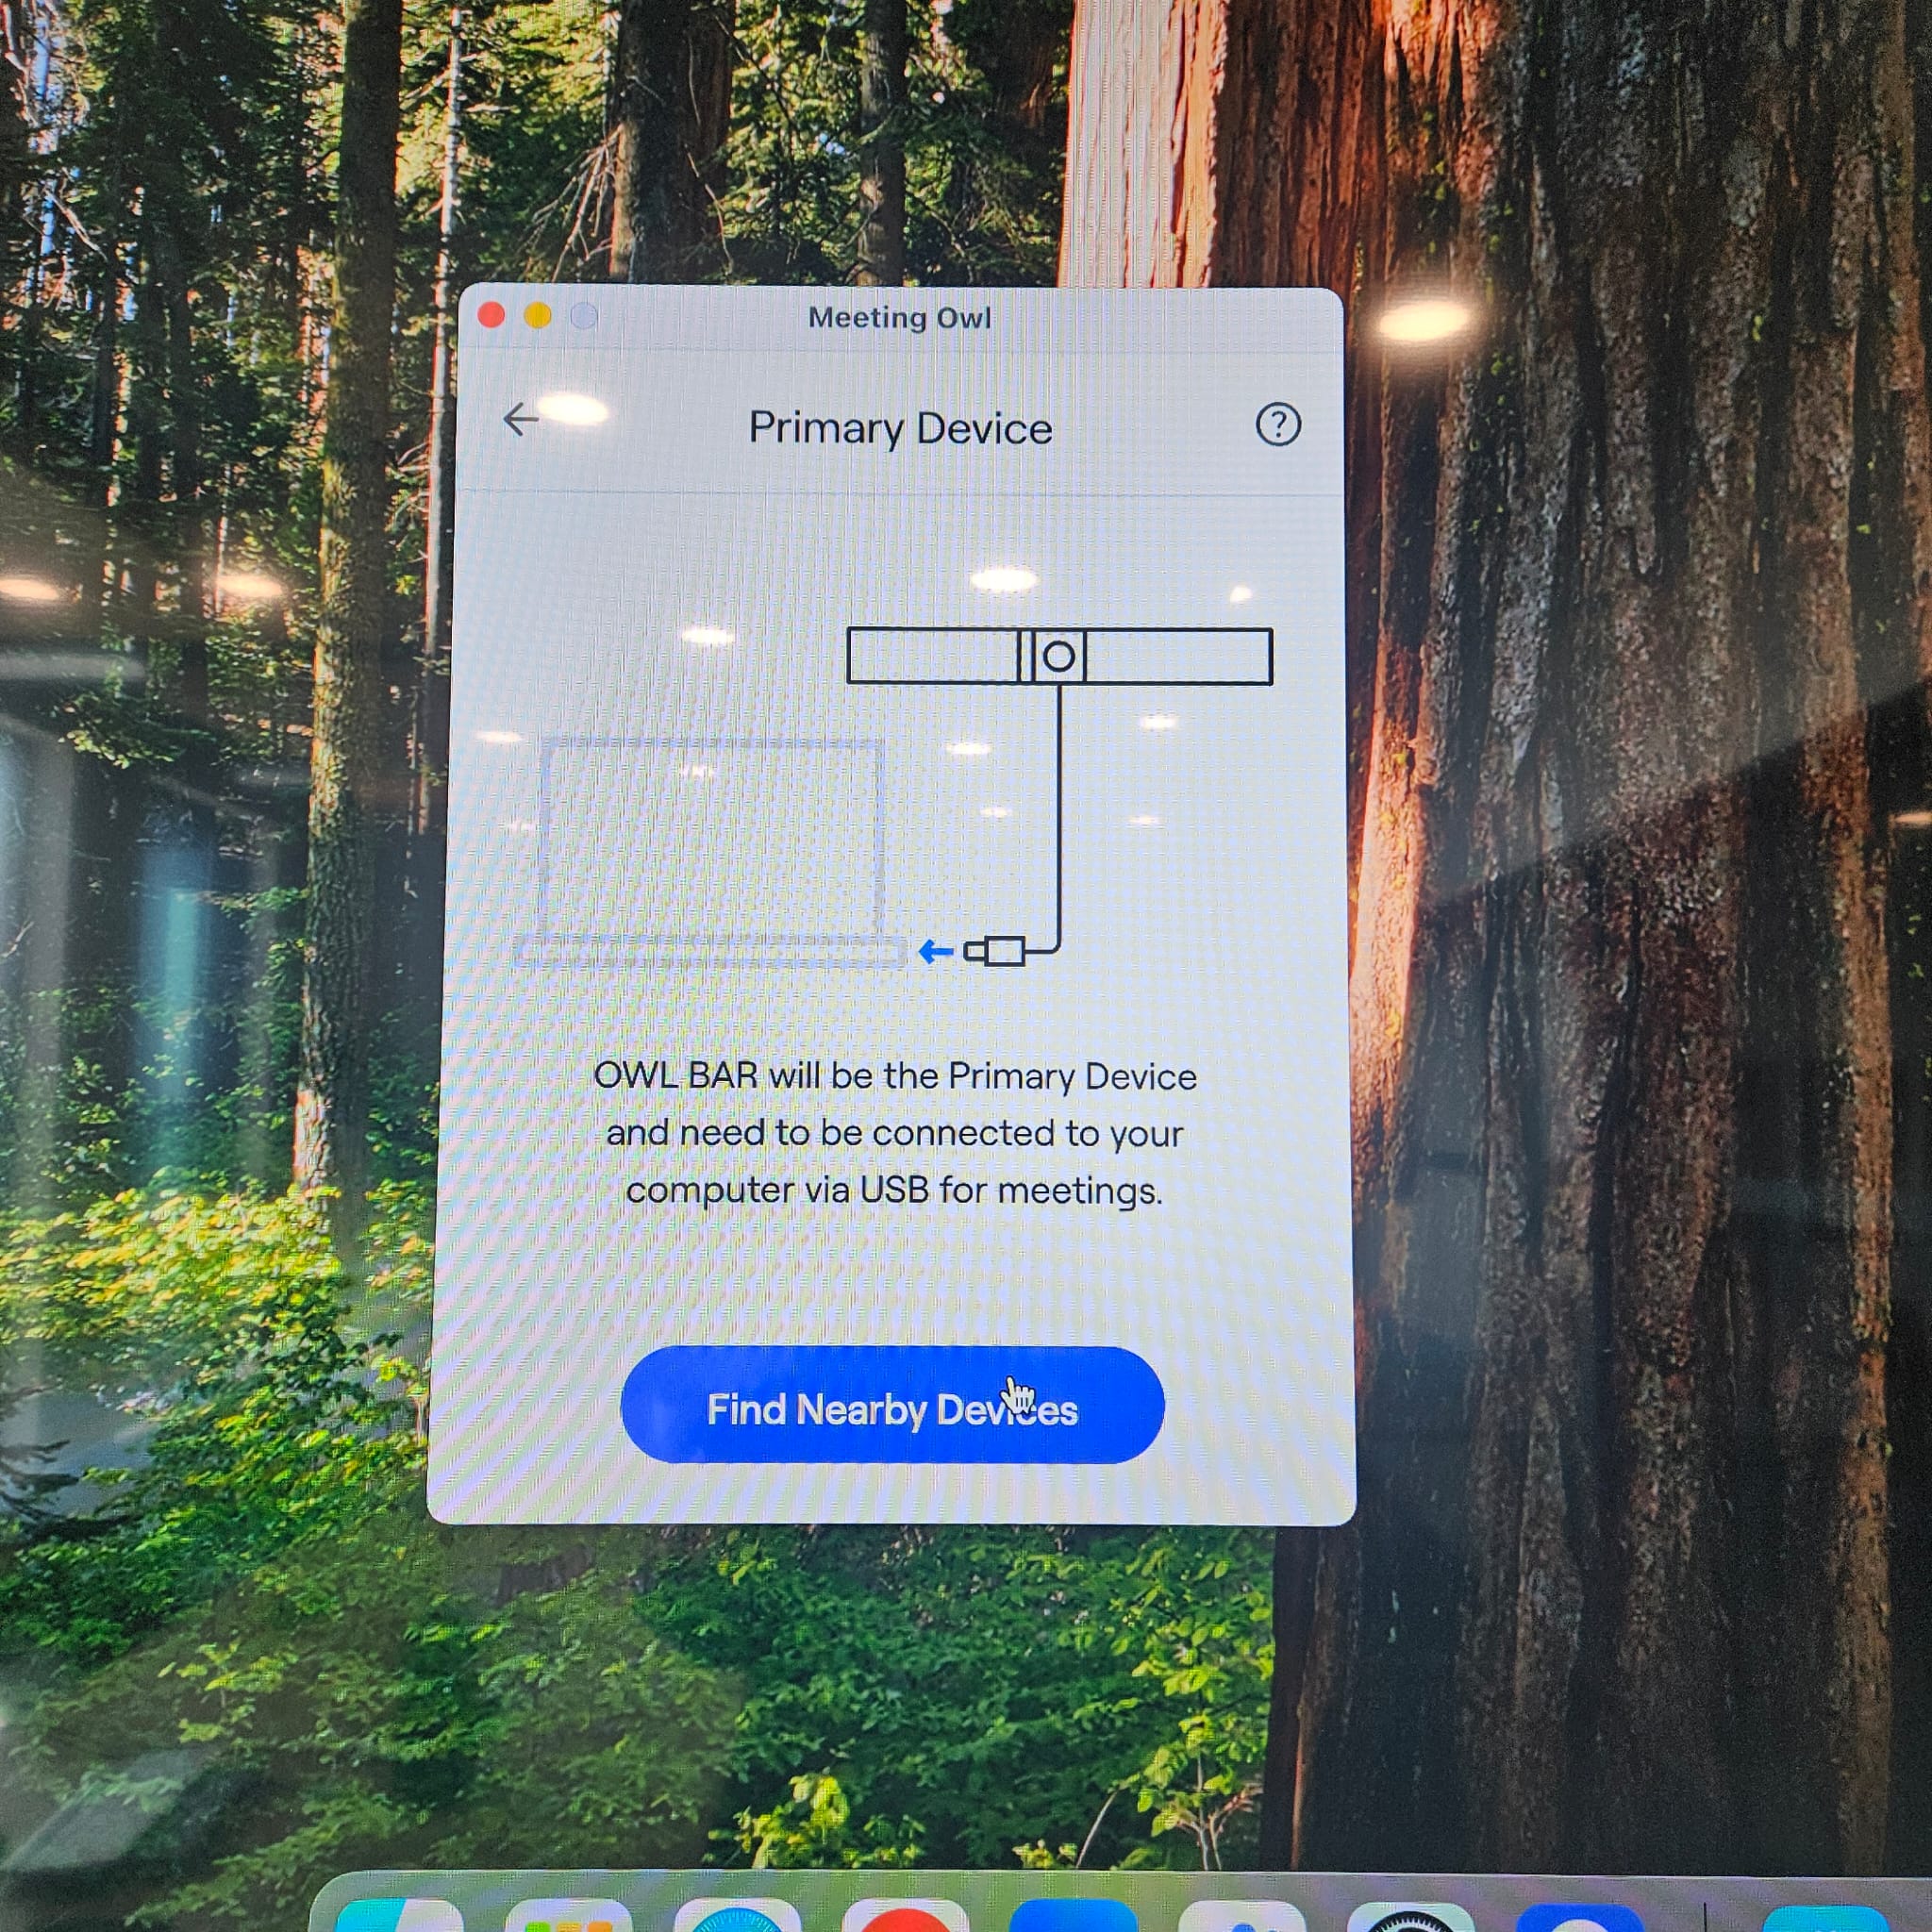 Meeting Owl
Primary Device
?
OWL BAR will be the Primary Device
and need to be connected to your
computer via USB for meetings.
Find Nearby Devices